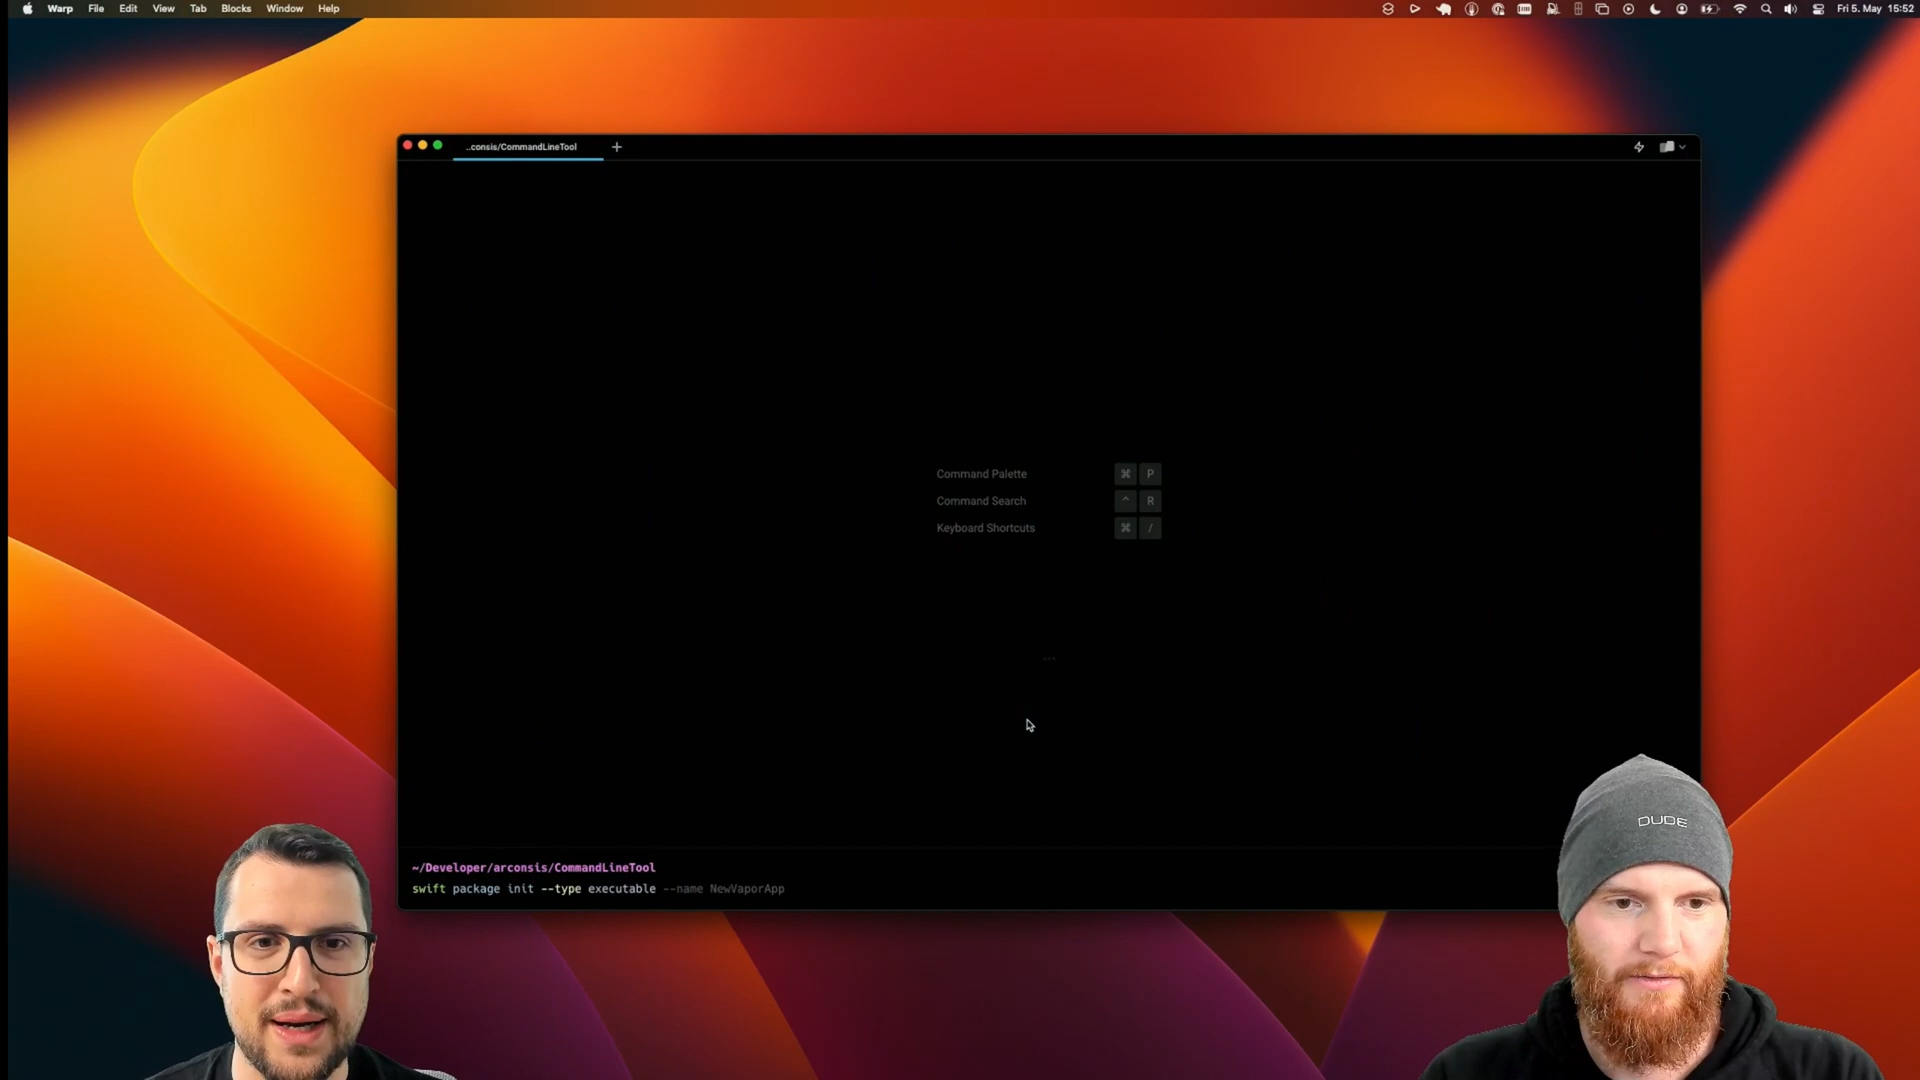 Warp File Edit View Tab Blocks Window Help
Fri 5. May 15:52
..consis/CommandLineTool
Command Palette ⌘ P
Command Search ^ R
Keyboard Shortcuts ⌘ /
~/Developer/arconsis/CommandLineTool
swift package init --type executable --name NewVaporApp
DUDE